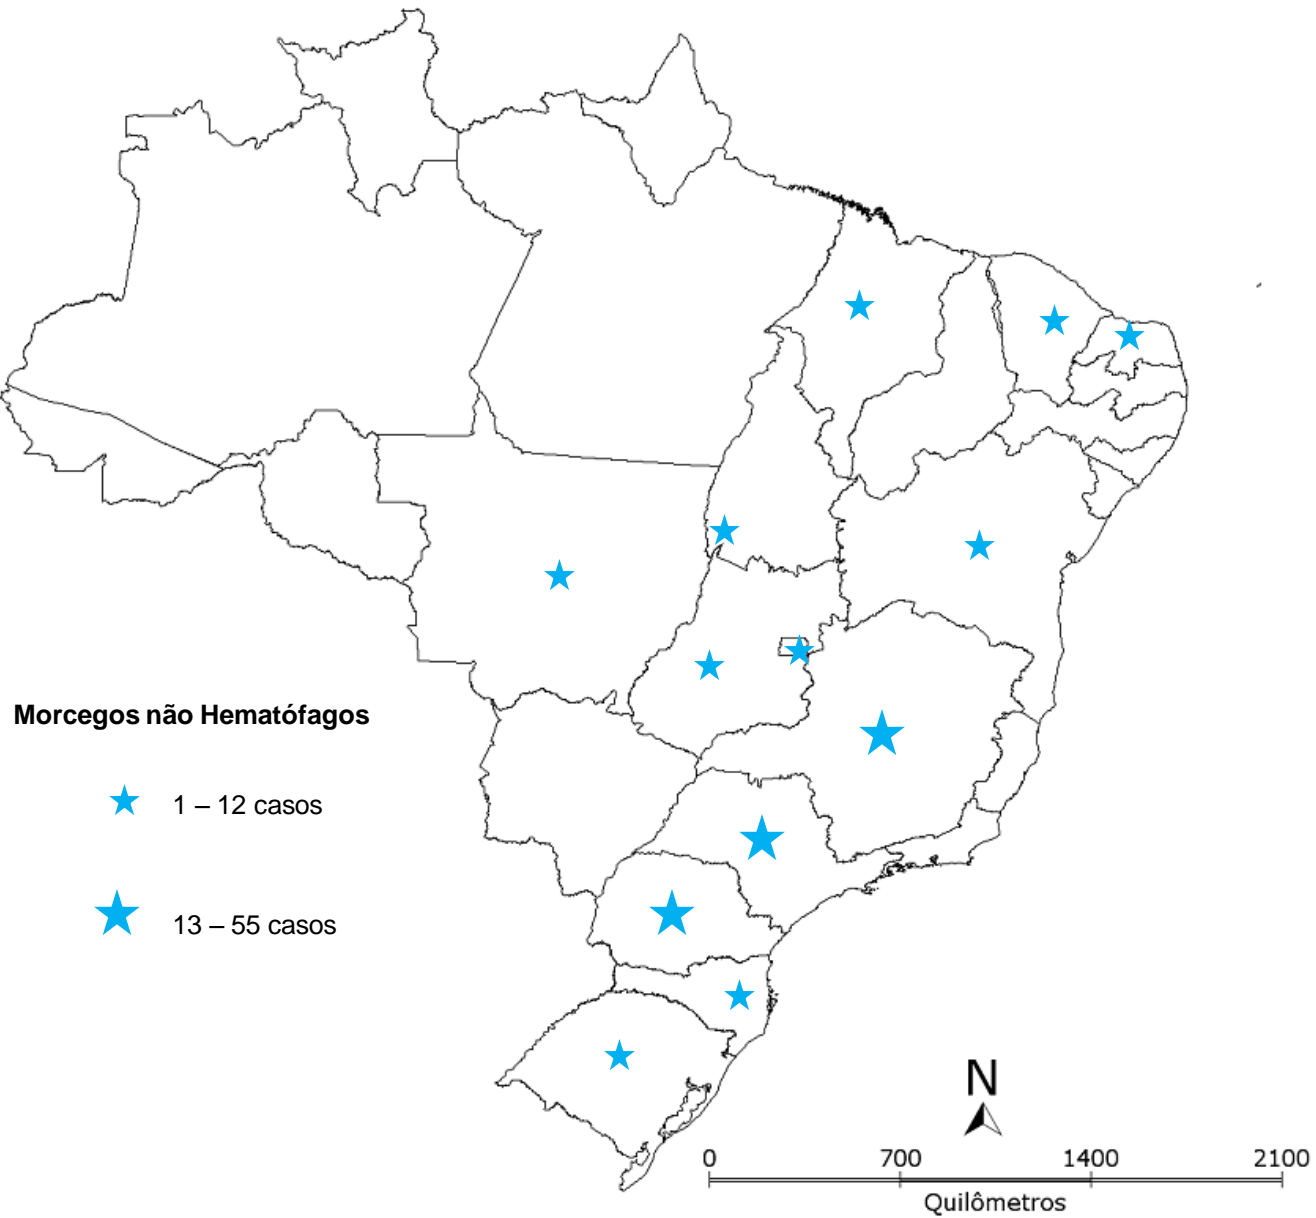 Morcegos não Hematófagos
1 – 12 casos
13 – 55 casos
N
0 700 1400 2100
Quilômetros